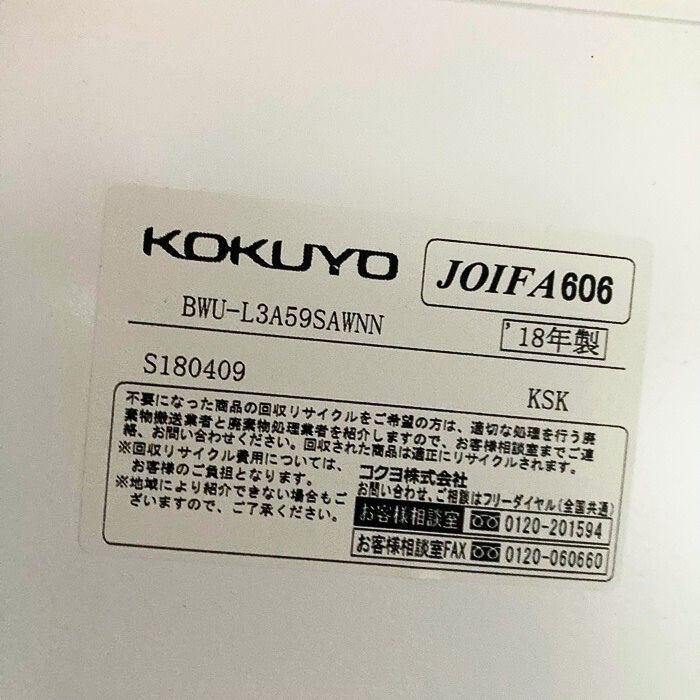 KOKUYO
JOIFA606
BWU-L3A59SAWNN
'18年製
S180409
KSK
不要になった商品の回収リサイクルをご希望の方は、適切な処理を行う廃
棄物搬送業者と廃棄物処理業者を紹介しますので、お客様相談室までご連
絡、お問い合わせください。回収された商品は適正にリサイクルされます。
※回収リサイクル費用については、
お客様のご負担となります。
※地域により紹介できない場合もご
ざいますので、ご了承ください。
コクヨ株式会社
お問い合わせ、ご相談はフリーダイヤル(全国共通)
お客様相談室 0120-201594
お客様相談室FAX 0120-060660